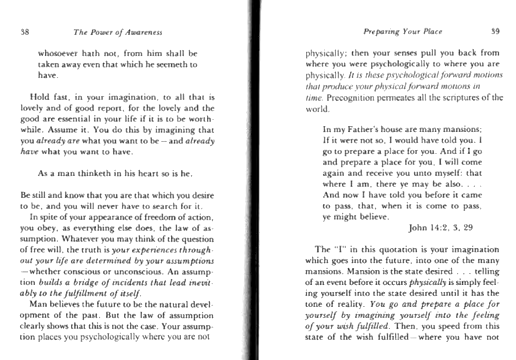 38
The Power of Awareness
whosoever hath not, from him shall be
taken away even that which he seemeth to
have.
Hold fast, in your imagination, to all that is
lovely and of good report, for the lovely and the
good are essential in your life if it is to be worth-
while. Assume it. You do this by imagining that
you already are what you want to be – and already
have what you want to have.
As a man thinketh in his heart so is he.
Be still and know that you are that which you desire
to be, and you will never have to search for it.
In spite of your appearance of freedom of action,
you obey, as everything else does, the law of as-
sumption. Whatever you may think of the question
of free will, the truth is your experiences through-
out your life are determined by your assumptions
—whether conscious or unconscious. An assump-
tion builds a bridge of incidents that lead inevit-
ably to the fulfillment of itself.
Man believes the future to be the natural devel-
opment of the past. But the law of assumption
clearly shows that this is not the case. Your assump-
tion places you psychologically where you are not
Preparing Your Place
39
physically; then your senses pull you back from
where you were psychologically to where you are
physically. It is these psychological forward motions
that produce your physical forward motions in
time. Precognition permeates all the scriptures of the
world.
In my Father's house are many mansions;
If it were not so, I would have told you. I
go to prepare a place for you. And if I go
and prepare a place for you, I will come
again and receive you unto myself: that
where I am, there ye may be also. . . .
And now I have told you before it came
to pass, that, when it is come to pass,
ye might believe.
John 14:2, 3, 29
The "I" in this quotation is your imagination
which goes into the future, into one of the many
mansions. Mansion is the state desired . . . telling
of an event before it occurs physically is simply feel-
ing yourself into the state desired until it has the
tone of reality. You go and prepare a place for
yourself by imagining yourself into the feeling
of your wish fulfilled. Then, you speed from this
state of the wish fulfilled – where you have not